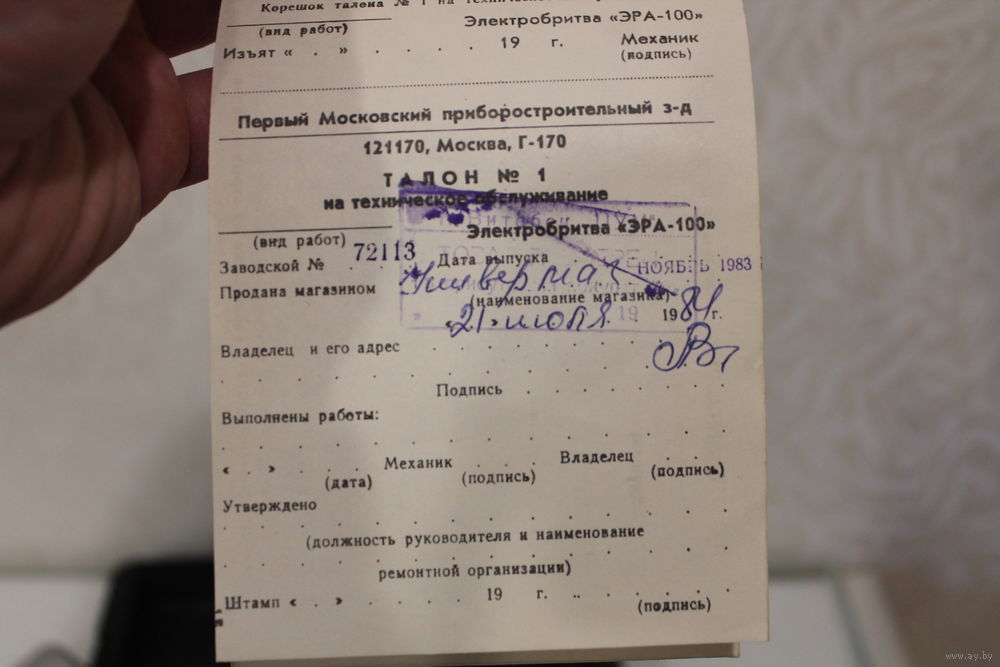 Корешок талона № 1 на
Электробритва «ЭРА-100»
(вид работ)
Изъят « . » . . . . 19 г. Механик
(подпись)
Первый Московский приборостроительный з-д
121170, Москва, Г-170
ТАЛОН № 1
на техническое обслуживание
Электробритва «ЭРА-100»
(вид работ)
Заводской № 72113 Дата выпуска НОЯБРЬ 1983
Продана магазином Универмаг
(наименование магазина)
«21» июля 1984 г.
Владелец и его адрес . . . . . . .
Подпись . . . . .
Выполнены работы:
« . » . . . Механик . . . Владелец . . .
(дата) (подпись) (подпись)
Утверждено
(должность руководителя и наименование
ремонтной организации)
Штамп « . » . . . . 19 г. . . . .
(подпись)
www.ay.by